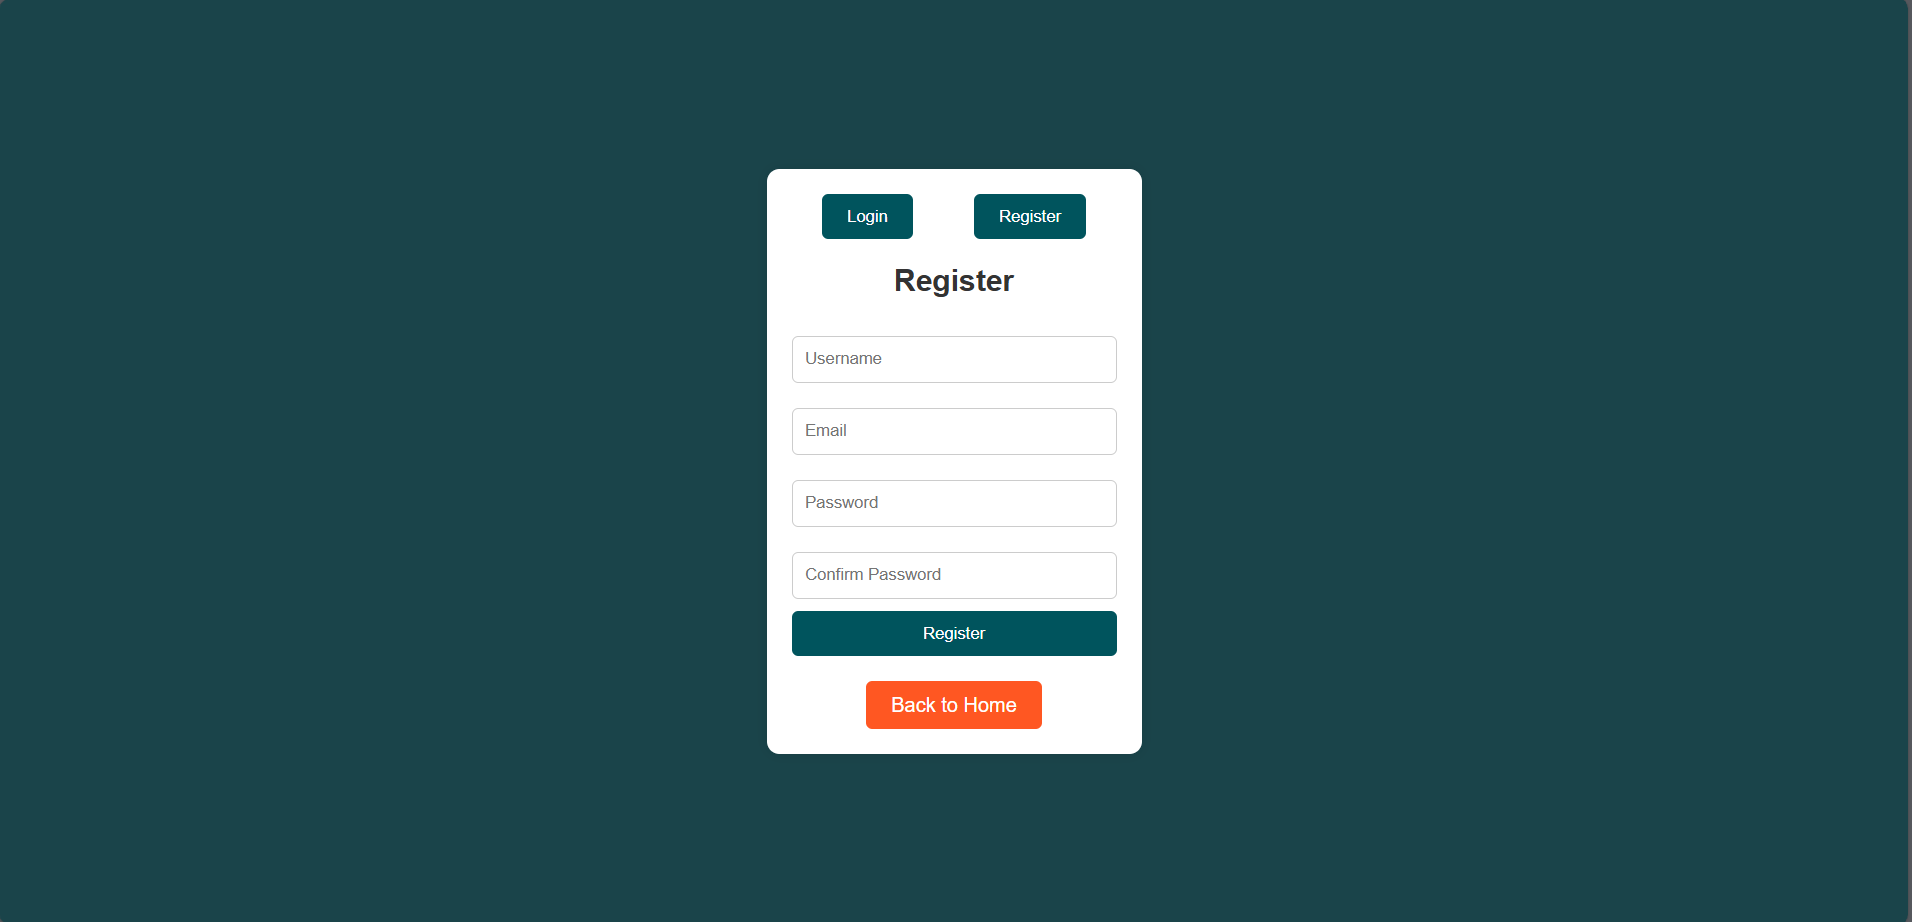 Login Register
Register
Username
Email
Password
Confirm Password
Register
Back to Home